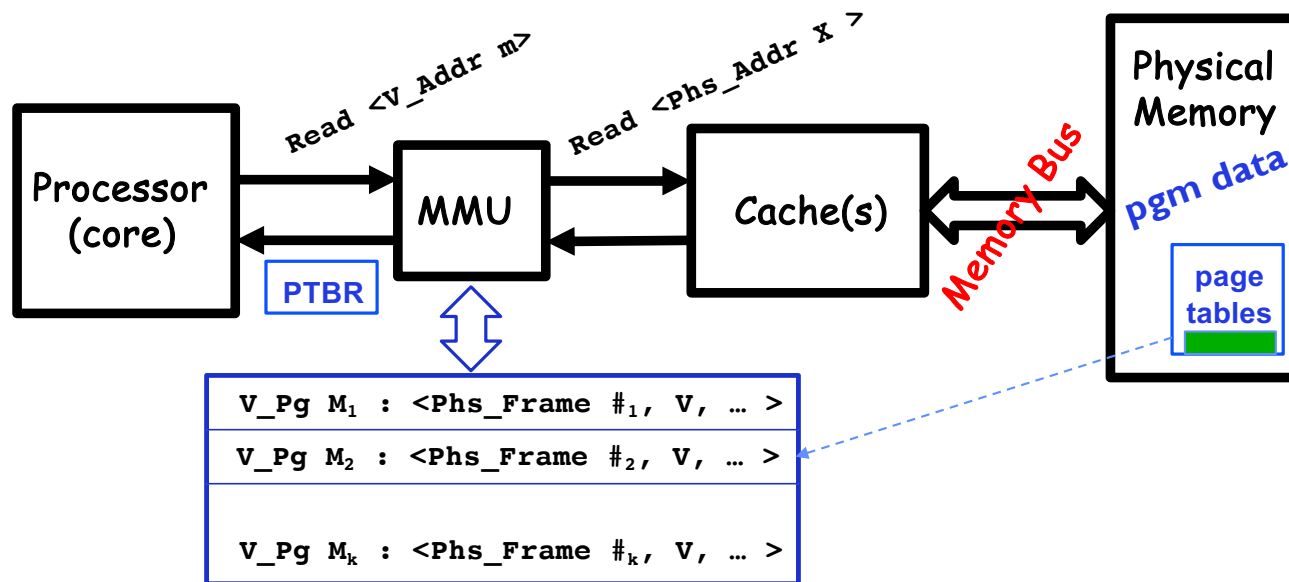 Read <V_Addr m>
Read <Phs_Addr X >
Physical
Memory
pgm data
Processor
(core)
MMU
Cache(s)
Memory Bus
PTBR
page
tables
V_Pg M₁ : <Phs_Frame #₁, V, … >
V_Pg M₂ : <Phs_Frame #₂, V, … >
V_Pg Mₖ : <Phs_Frame #ₖ, V, … >